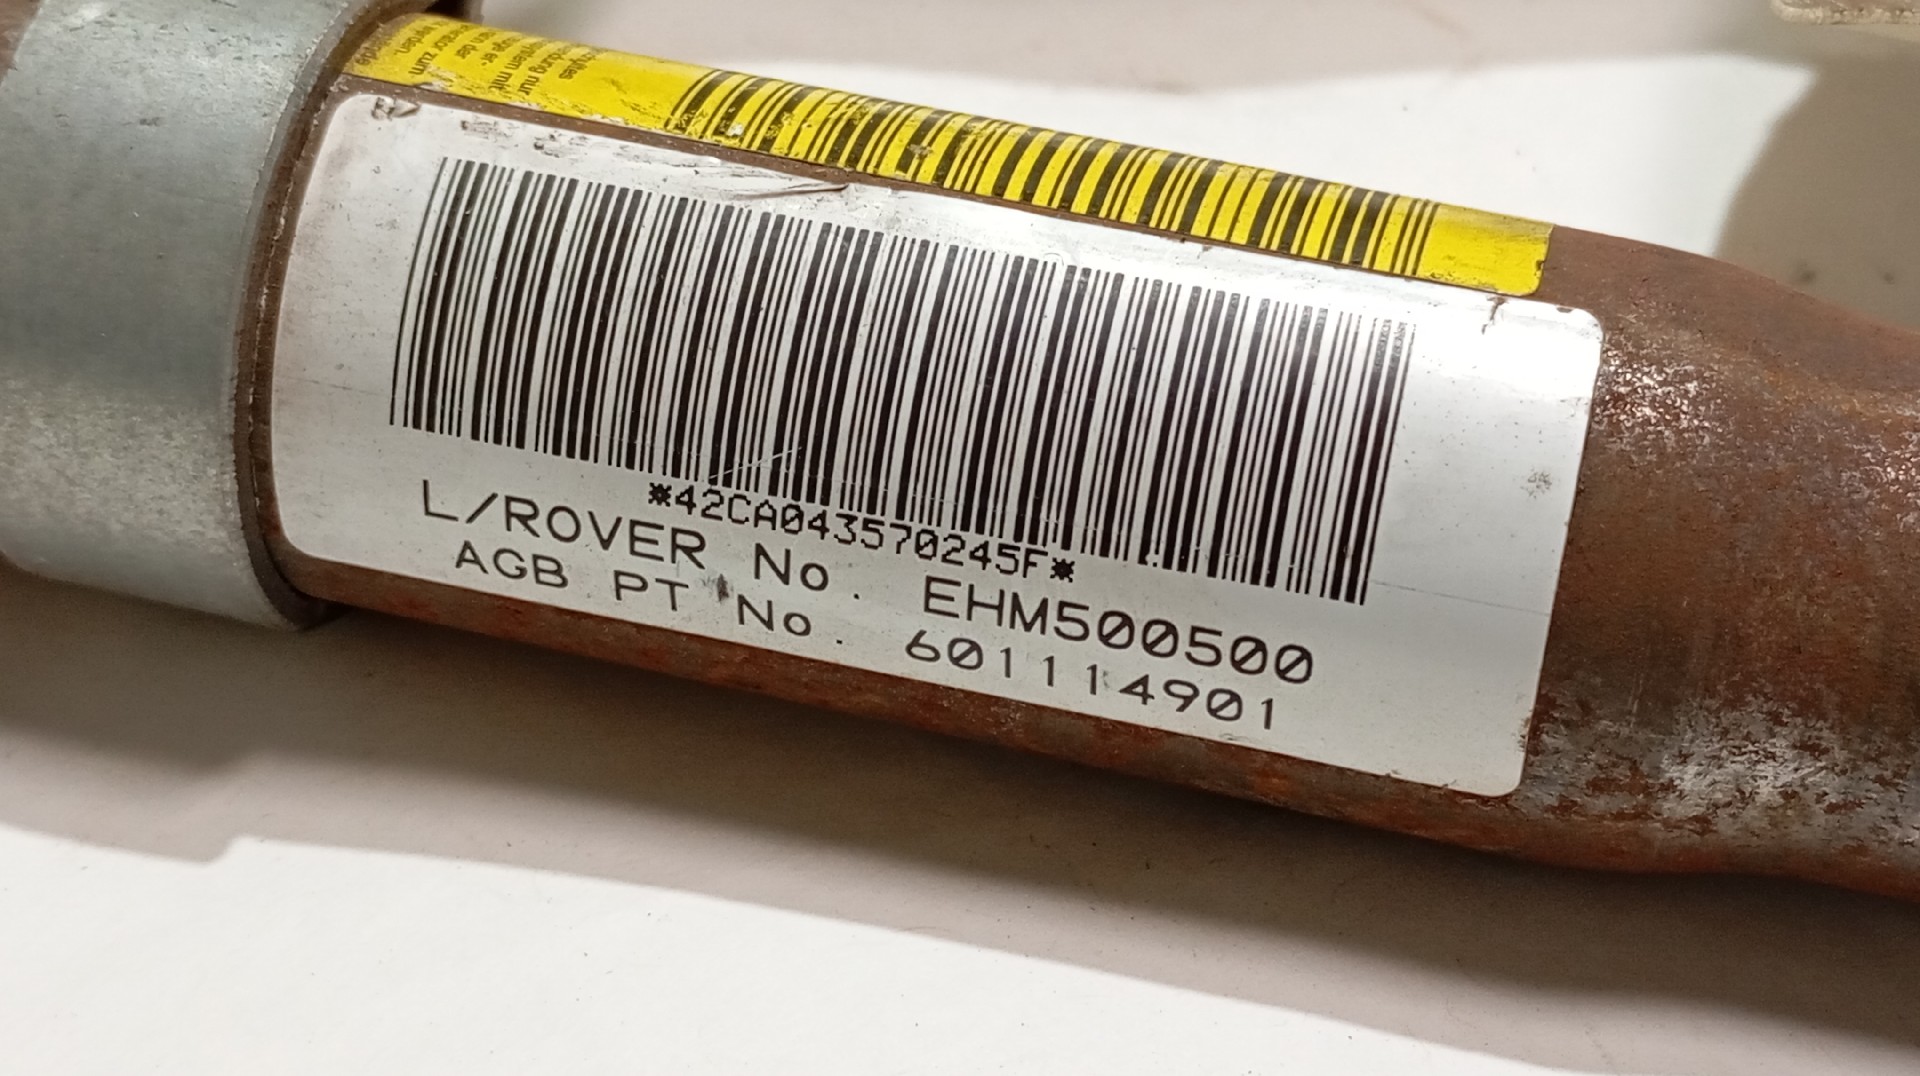 *42CA043570245F*
L/ROVER No. EHM500500
AGB PT No. 601114901